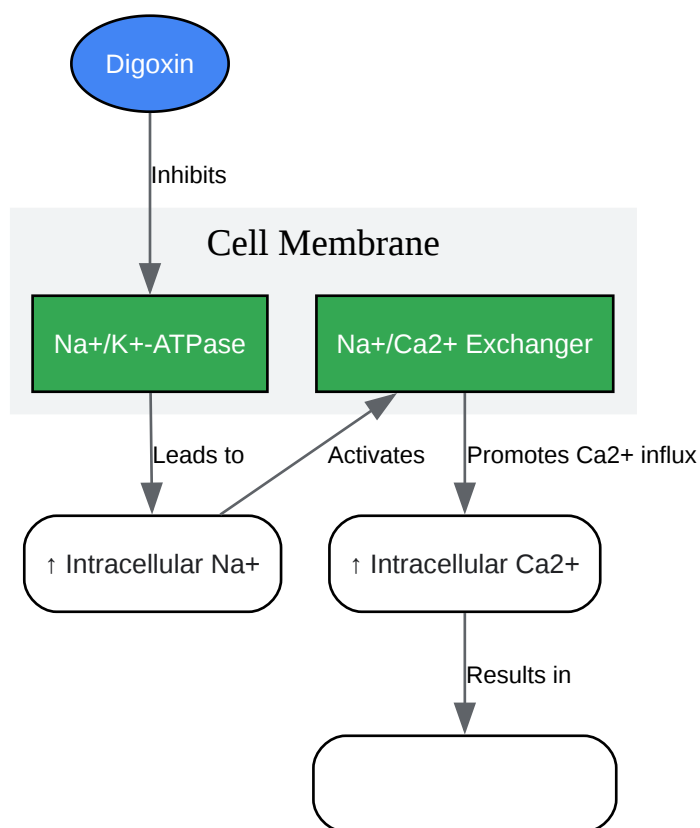 Digoxin
Inhibits
Cell Membrane
Na+/K+-ATPase
Na+/Ca2+ Exchanger
Leads to
Activates
Promotes Ca2+ influx
↑ Intracellular Na+
↑ Intracellular Ca2+
Results in